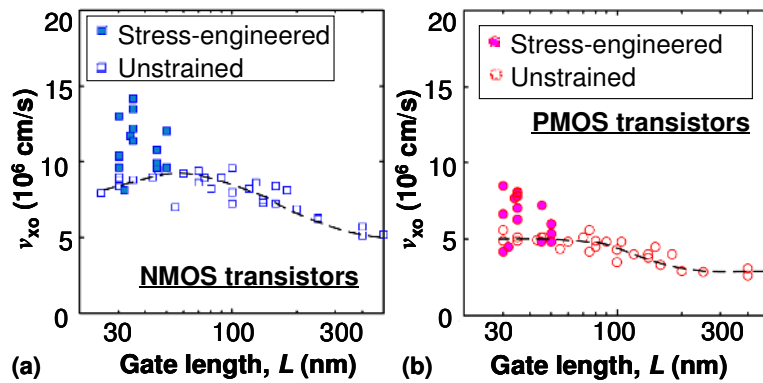 20
15
10
5
0
ν_xo (10^6 cm/s)
Stress-engineered
Unstrained
NMOS transistors
30 100 300
Gate length, L (nm)
(a)
20
15
10
5
0
ν_xo (10^6 cm/s)
Stress-engineered
Unstrained
PMOS transistors
30 100 300
Gate length, L (nm)
(b)